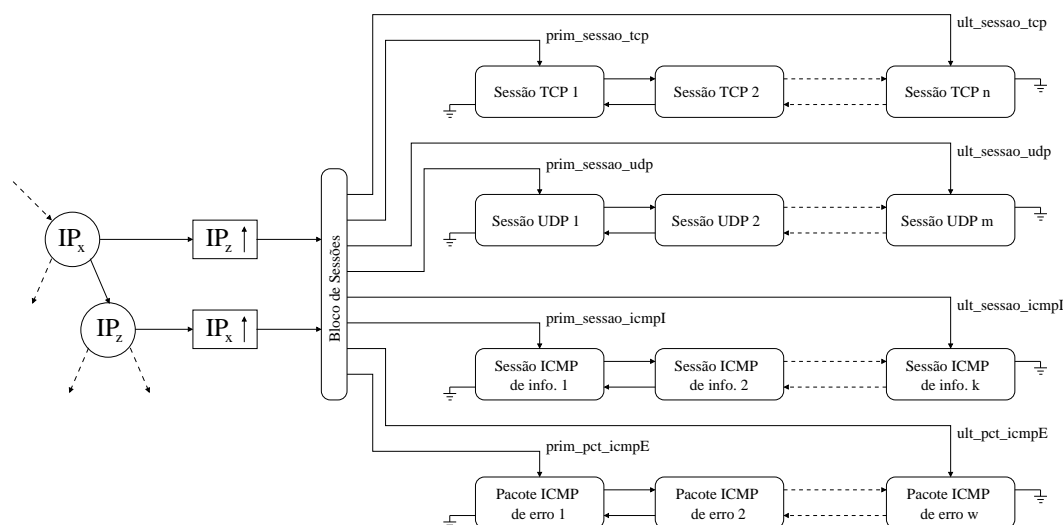 ult_sessao_tcp
prim_sessao_tcp
Sessão TCP 1
Sessão TCP 2
Sessão TCP n
ult_sessao_udp
prim_sessao_udp
Sessão UDP 1
Sessão UDP 2
Sessão UDP m
IPx
IPz
IPz
IPx
Bloco de Sessões
ult_sessao_icmpI
prim_sessao_icmpI
Sessão ICMP
de info. 1
Sessão ICMP
de info. 2
Sessão ICMP
de info. k
ult_pct_icmpE
prim_pct_icmpE
Pacote ICMP
de erro 1
Pacote ICMP
de erro 2
Pacote ICMP
de erro w